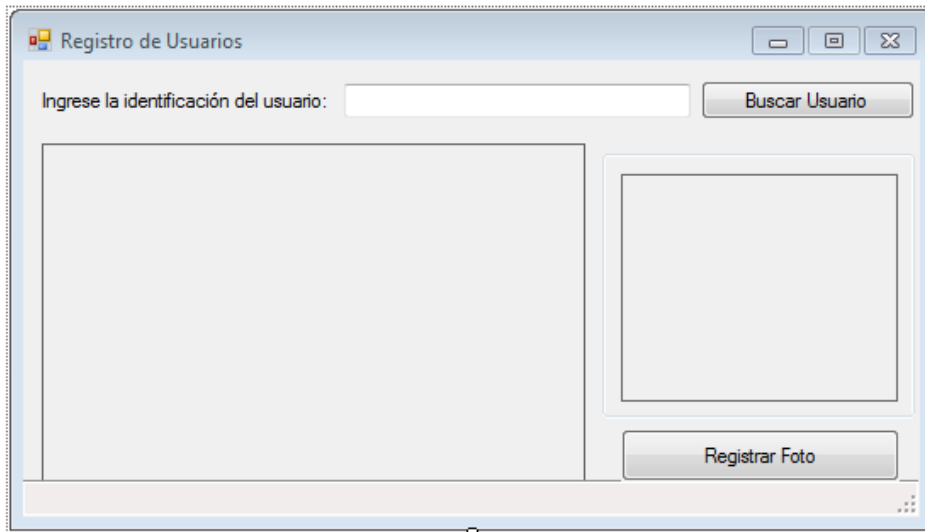 Registro de Usuarios
Ingrese la identificación del usuario:
Buscar Usuario
Registrar Foto